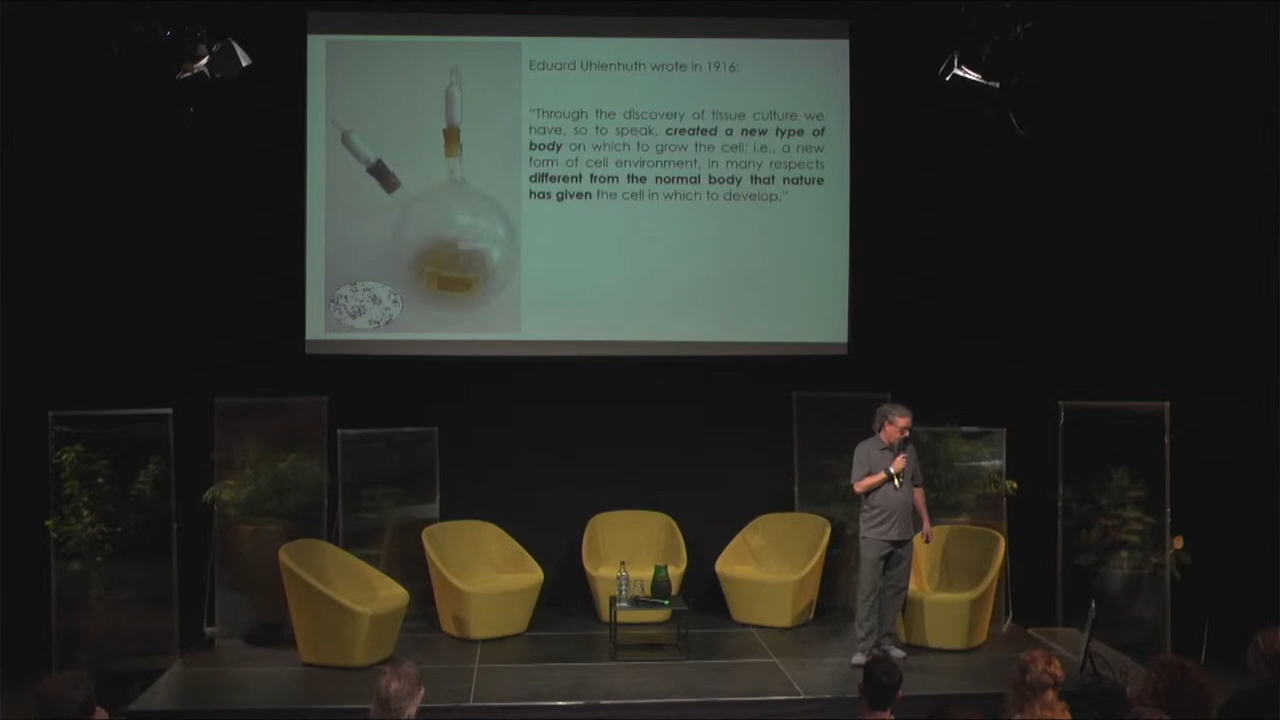 Eduard Uhlenhuth wrote in 1916:
"Through the discovery of tissue culture we
have, so to speak, created a new type of
body on which to grow the cell; i.e., a new
form of cell environment, in many respects
different from the normal body that nature
has given the cell in which to develop."